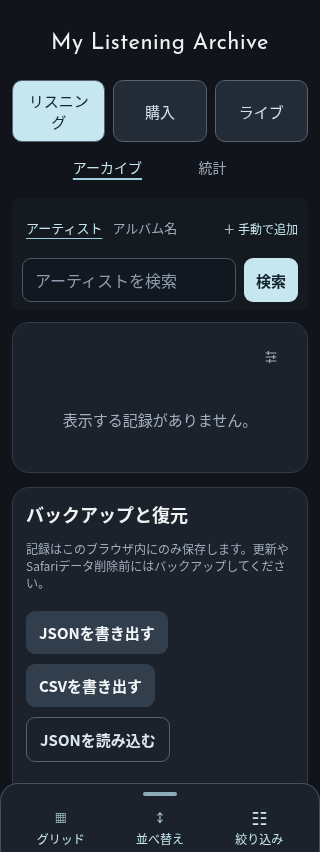 My Listening Archive
リスニン
グ
購入
ライブ
アーカイブ
統計
アーティスト アルバム名
＋ 手動で追加
アーティストを検索
検索
表示する記録がありません。
バックアップと復元
記録はこのブラウザ内にのみ保存します。更新や
Safariデータ削除前にはバックアップしてくださ
い。
JSONを書き出す
CSVを書き出す
JSONを読み込む
グリッド
並べ替え
絞り込み